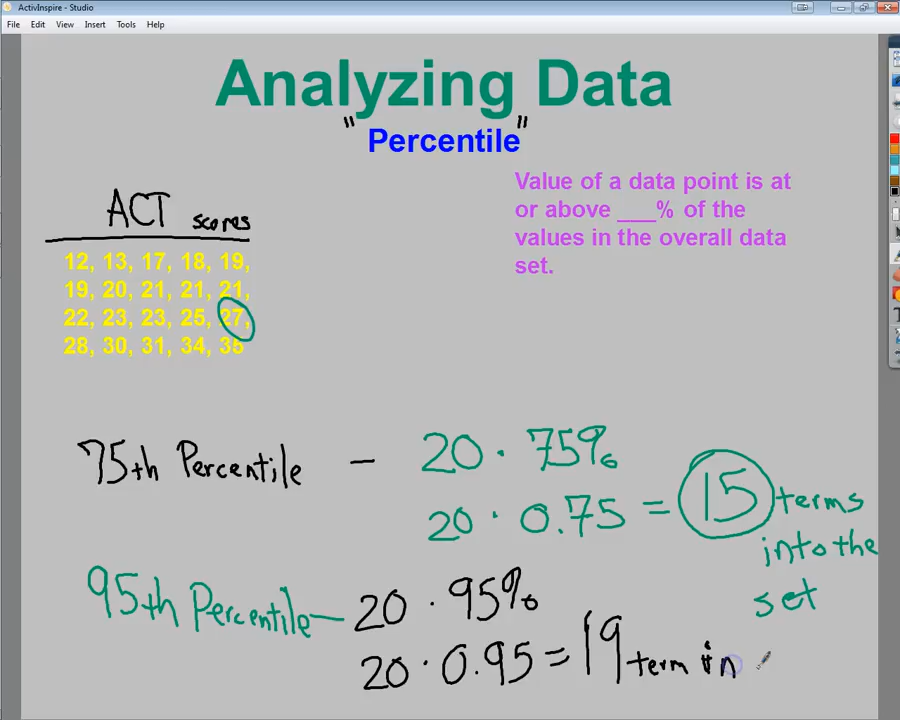 ActivInspire - Studio
File Edit View Insert Tools Help
Analyzing Data
"Percentile"
Value of a data point is at
or above ___% of the
values in the overall data
set.
ACT scores
12, 13, 17, 18, 19,
19, 20, 21, 21, 21,
22, 23, 23, 25, 27,
28, 30, 31, 34, 35
75th Percentile - 20 · 75%
20 · 0.75 = 15 terms
into the
set
95th Percentile - 20 · 95%
20 · 0.95 = 19 term in